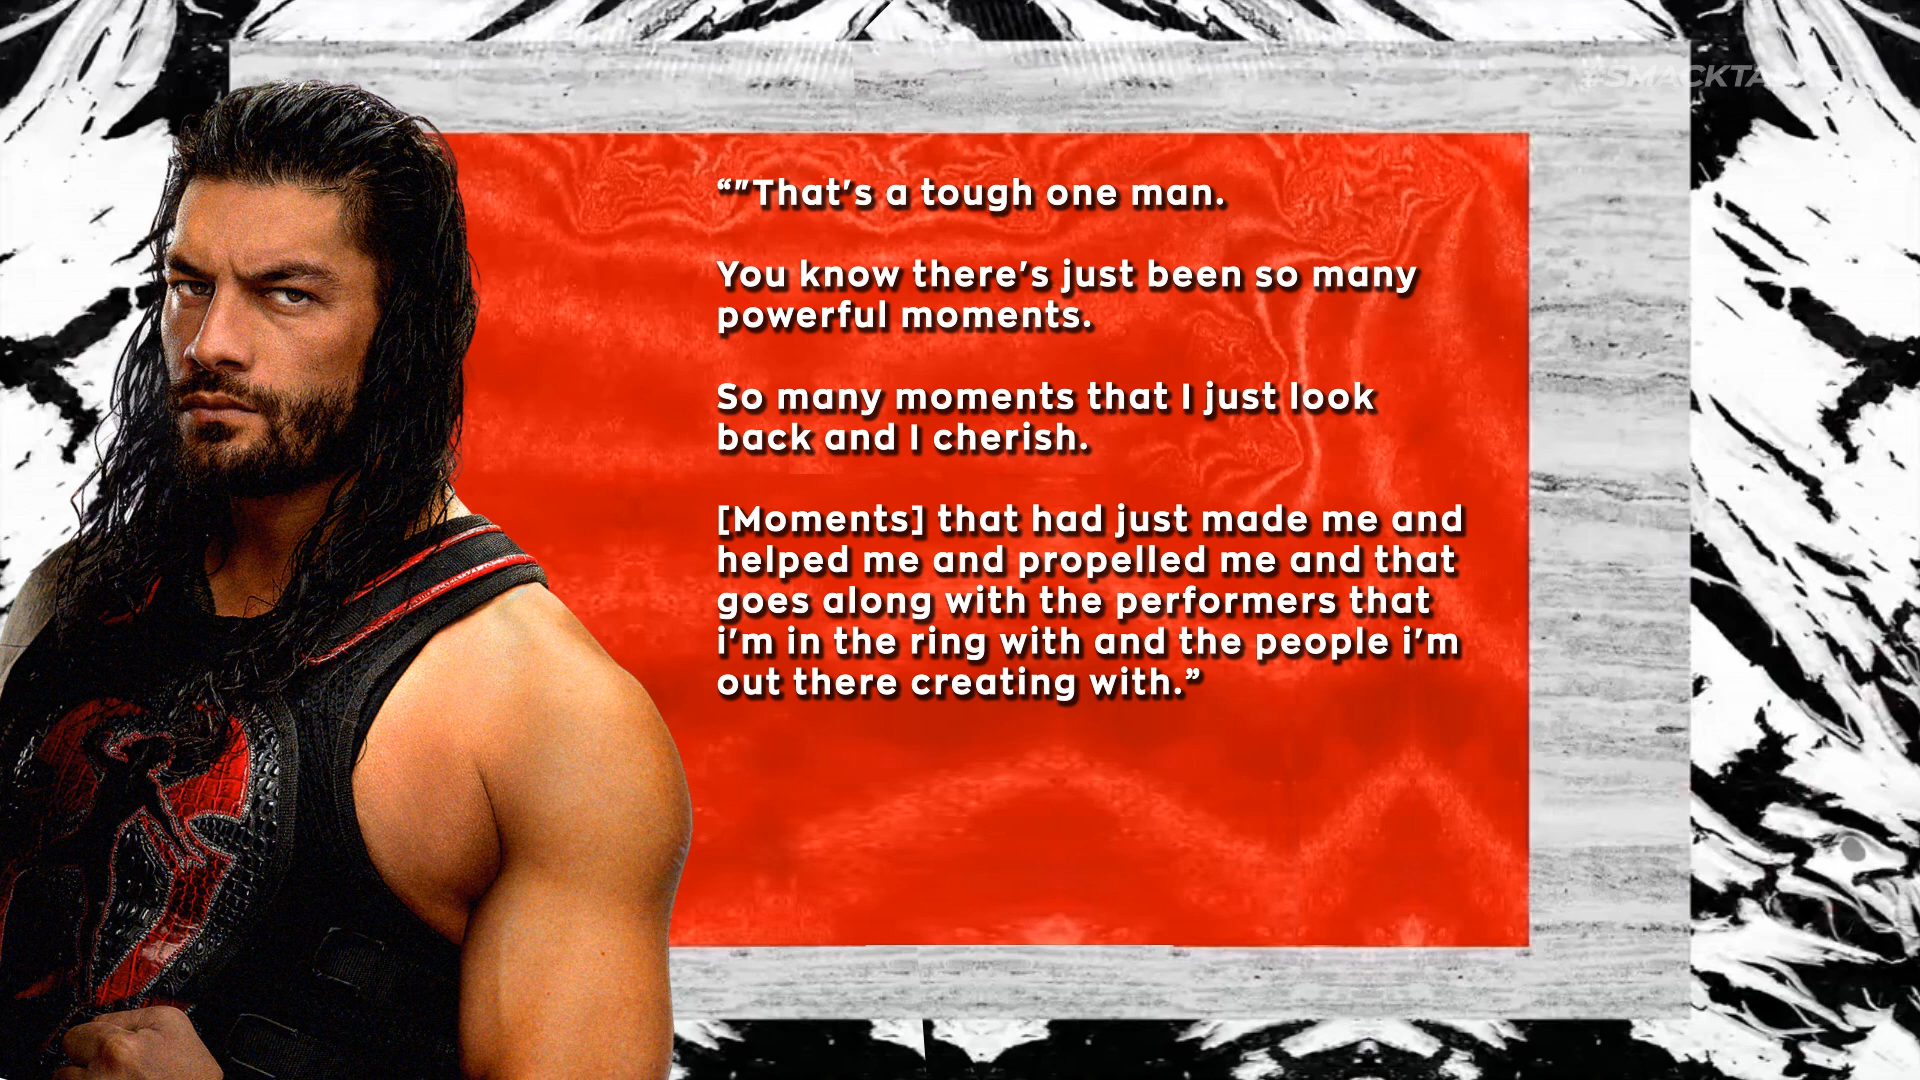 “"That's a tough one man.
You know there's just been so many
powerful moments.
So many moments that I just look
back and I cherish.
[Moments] that had just made me and
helped me and propelled me and that
goes along with the performers that
i'm in the ring with and the people i'm
out there creating with.”